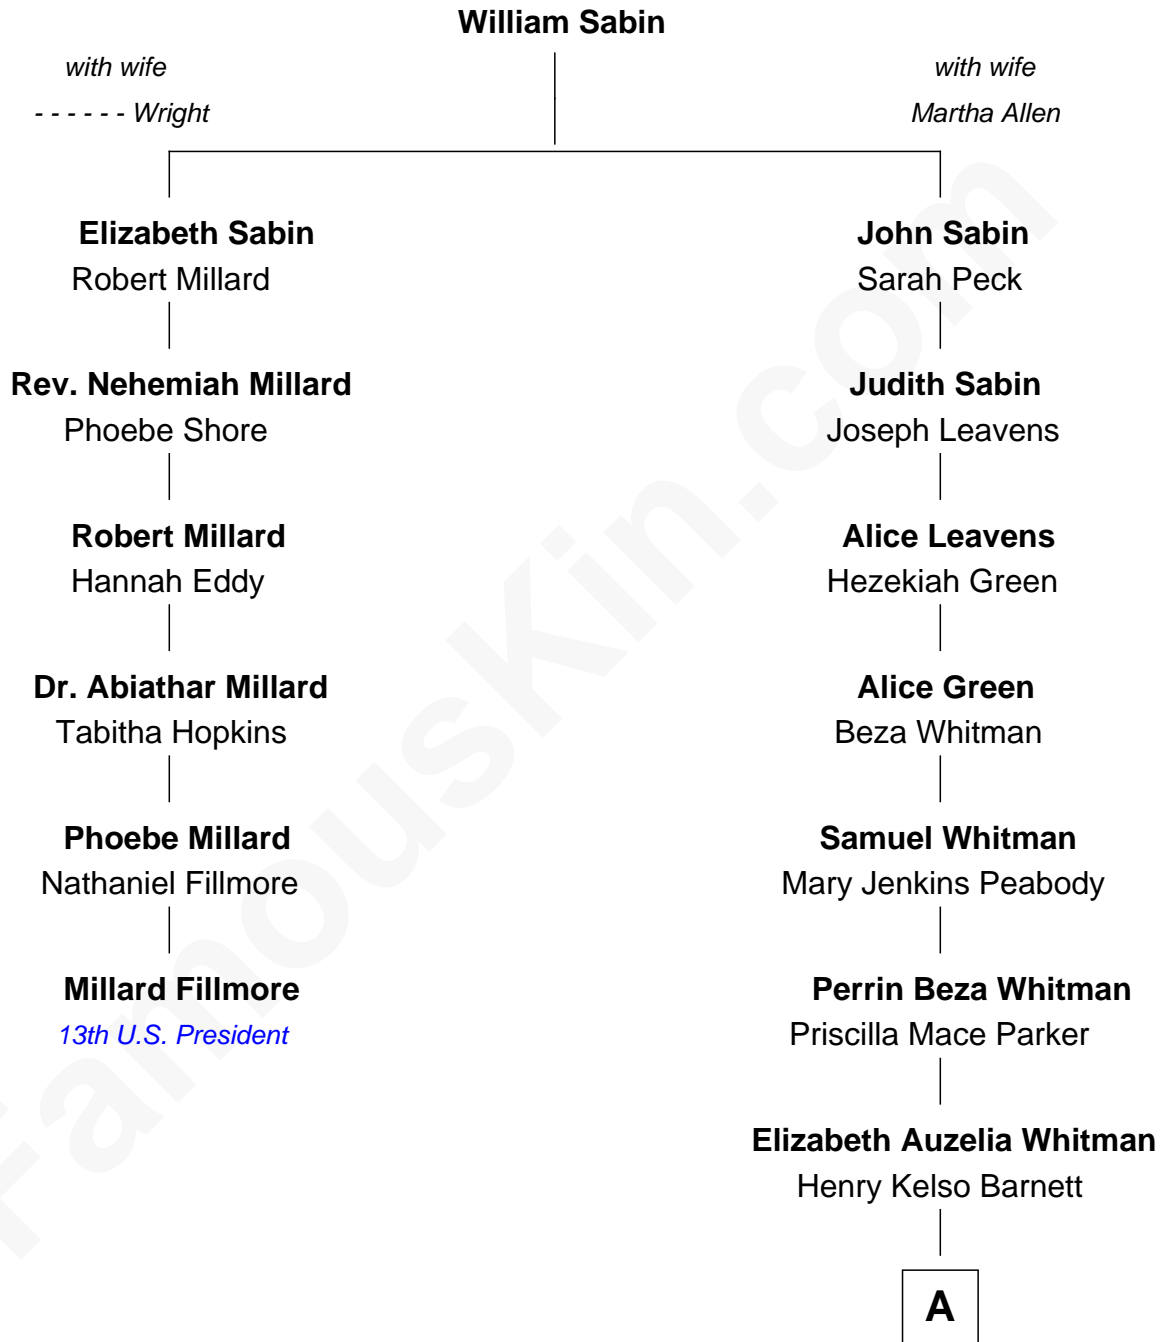 William Sabin
with wife
- - - - - - Wright
with wife
Martha Allen
Elizabeth Sabin
Robert Millard
John Sabin
Sarah Peck
Rev. Nehemiah Millard
Phoebe Shore
Judith Sabin
Joseph Leavens
Robert Millard
Hannah Eddy
Alice Leavens
Hezekiah Green
Dr. Abiathar Millard
Tabitha Hopkins
Alice Green
Beza Whitman
Phoebe Millard
Nathaniel Fillmore
Samuel Whitman
Mary Jenkins Peabody
Millard Fillmore
13th U.S. President
Perrin Beza Whitman
Priscilla Mace Parker
Elizabeth Auzelia Whitman
Henry Kelso Barnett
A
FamousKin.com